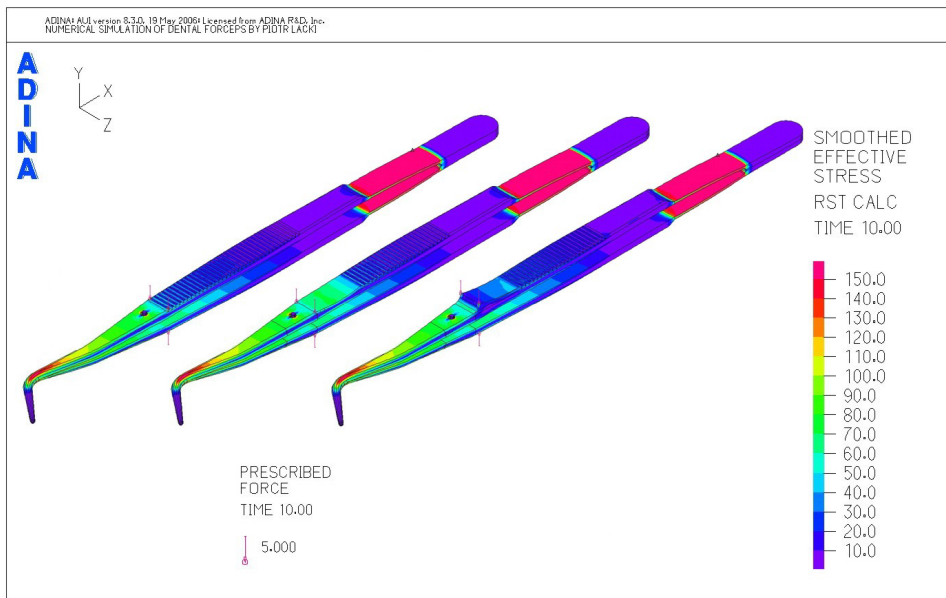 ADINA: AUI version 8.3.0, 19 May 2006: Licensed from ADINA R&D, Inc.
NUMERICAL SIMULATION OF DENTAL FORCEPS BY PIOTR LACKI
ADINA
Y
X
Z
SMOOTHED
EFFECTIVE
STRESS
RST CALC
TIME 10.00
150.0
140.0
130.0
120.0
110.0
100.0
90.0
80.0
70.0
60.0
50.0
40.0
30.0
20.0
10.0
PRESCRIBED
FORCE
TIME 10.00
5.000